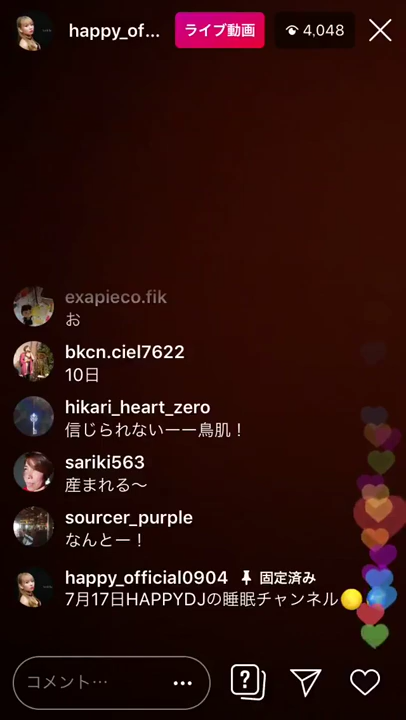 happy_of...
ライブ動画
4,048
exapieco.fik
お
bkcn.ciel7622
10日
hikari_heart_zero
信じられないーー鳥肌！
sariki563
産まれる〜
sourcer_purple
なんとー！
happy_official0904 固定済み
7月17日HAPPYDJの睡眠チャンネル
コメント…